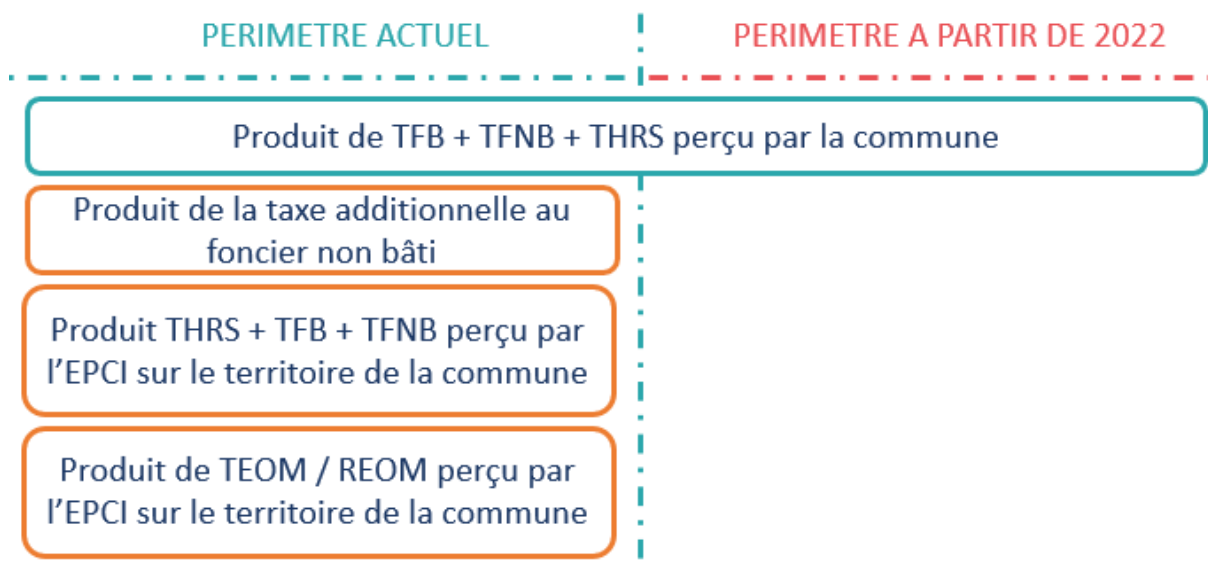 PERIMETRE ACTUEL
PERIMETRE A PARTIR DE 2022
Produit de TFB + TFNB + THRS perçu par la commune
Produit de la taxe additionnelle au
foncier non bâti
Produit THRS + TFB + TFNB perçu par
l’EPCI sur le territoire de la commune
Produit de TEOM / REOM perçu par
l’EPCI sur le territoire de la commune